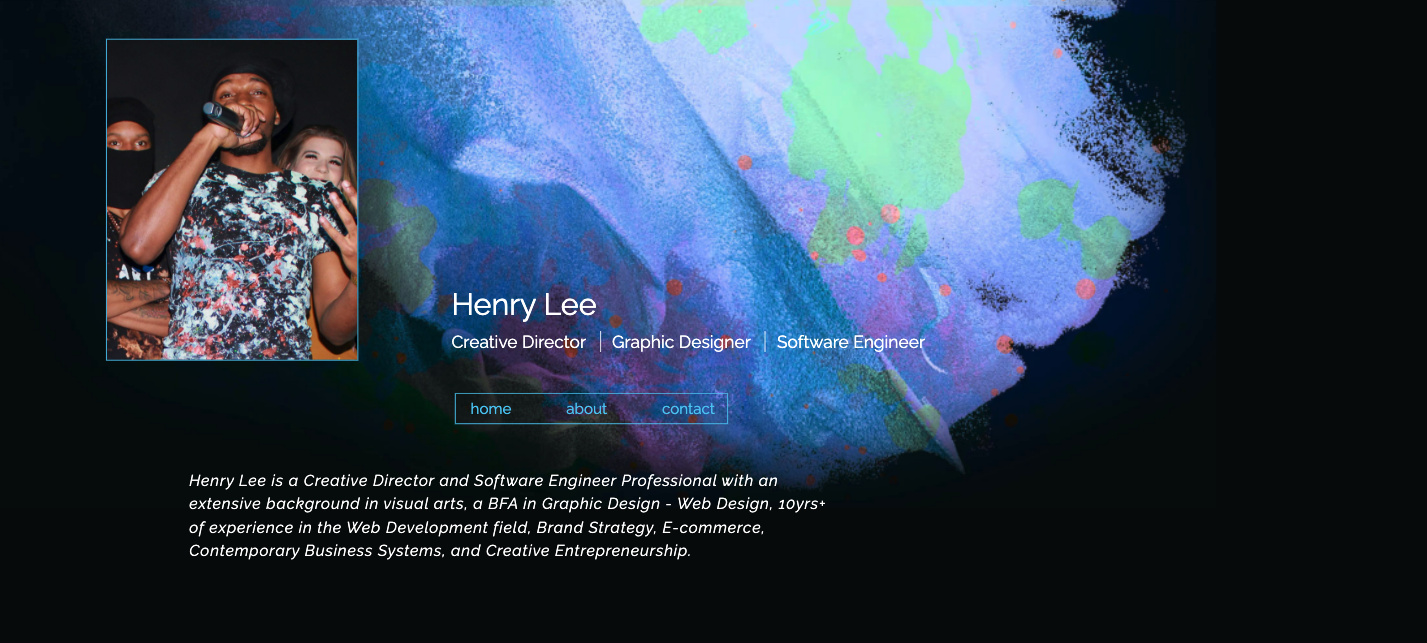 Henry Lee
Creative Director | Graphic Designer | Software Engineer
home about contact
Henry Lee is a Creative Director and Software Engineer Professional with an
extensive background in visual arts, a BFA in Graphic Design - Web Design, 10yrs+
of experience in the Web Development field, Brand Strategy, E-commerce,
Contemporary Business Systems, and Creative Entrepreneurship.